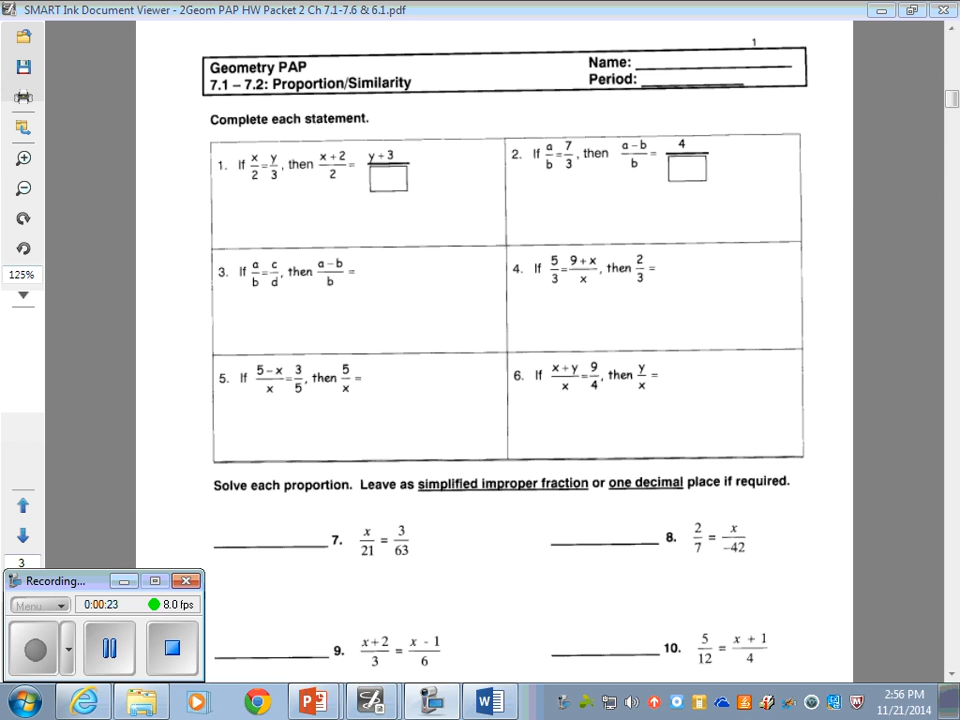 SMART Ink Document Viewer - 2Geom PAP HW Packet 2 Ch 7.1-7.6 & 6.1.pdf
1
Geometry PAP
Name: ____________________
7.1 – 7.2: Proportion/Similarity
Period: ____________
Complete each statement.
1. If x/2 = y/3, then (x+2)/2 = (y+3)/□
2. If a/b = 7/3, then (a−b)/b = 4/□
3. If a/b = c/d, then (a−b)/b =
4. If 5/3 = (9+x)/x, then 2/3 =
5. If (5−x)/x = 3/5, then 5/x =
6. If (x+y)/x = 9/4, then y/x =
Solve each proportion. Leave as simplified improper fraction or one decimal place if required.
______________ 7. x/21 = 3/63
______________ 8. 2/7 = x/−42
______________ 9. (x+2)/3 = (x - 1)/6
______________ 10. 5/12 = (x + 1)/4
125%
3
Recording...
Menu
0:00:23
8.0 fps
2:56 PM
11/21/2014